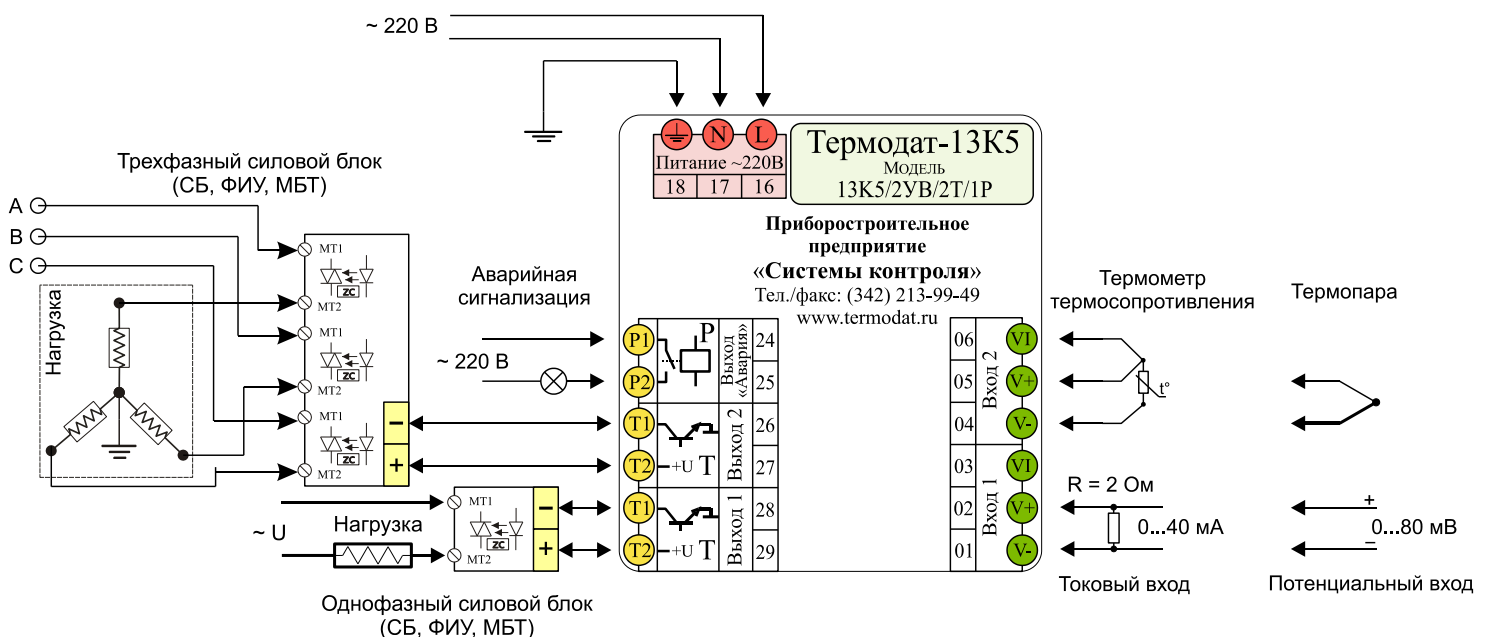 ~ 220 В
Термодат-13К5
Модель
13К5/2УВ/2Т/1Р
N
L
Питание ~220В
18
17
16
Приборостроительное
предприятие
«Системы контроля»
Тел./факс: (342) 213-99-49
www.termodat.ru
Трехфазный силовой блок
(СБ, ФИУ, МБТ)
A
B
C
Нагрузка
MT1
ZC
MT2
MT1
ZC
MT2
MT1
ZC
MT2
−
+
Аварийная
сигнализация
~ 220 В
P1
P2
P
Выход
«Авария»
24
25
T1
T2
+U T
Выход 2
26
27
T1
T2
+U T
Выход 1
28
29
~ U
Нагрузка
MT1
ZC
MT2
−
+
Однофазный силовой блок
(СБ, ФИУ, МБТ)
06
05
04
Вход 2
VI
V+
V-
03
02
01
Вход 1
VI
V+
V-
Термометр
термосопротивления
t°
Термопара
R = 2 Ом
0...40 мА
Токовый вход
+
0...80 мВ
−
Потенциальный вход